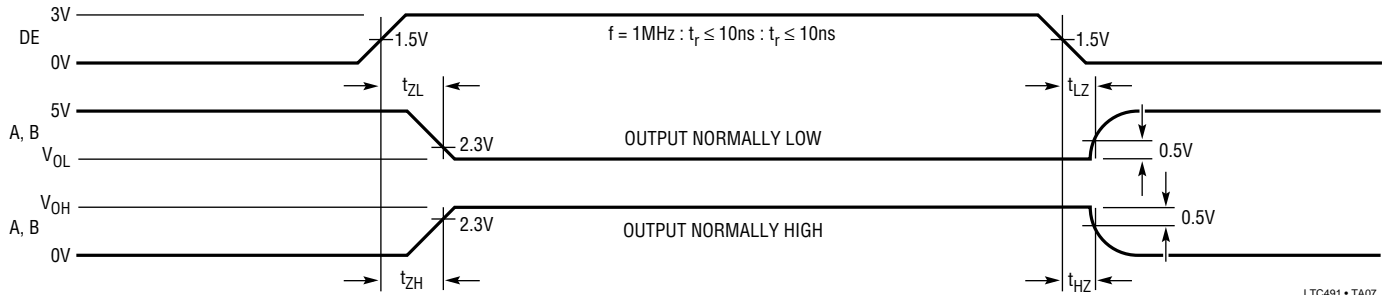 3V
DE
1.5V
f = 1MHz : tr ≤ 10ns : tr ≤ 10ns
1.5V
0V
tZL
tLZ
5V
A, B
2.3V
OUTPUT NORMALLY LOW
0.5V
VOL
VOH
A, B
2.3V
OUTPUT NORMALLY HIGH
0.5V
0V
tZH
tHZ
LTC491 • TA07